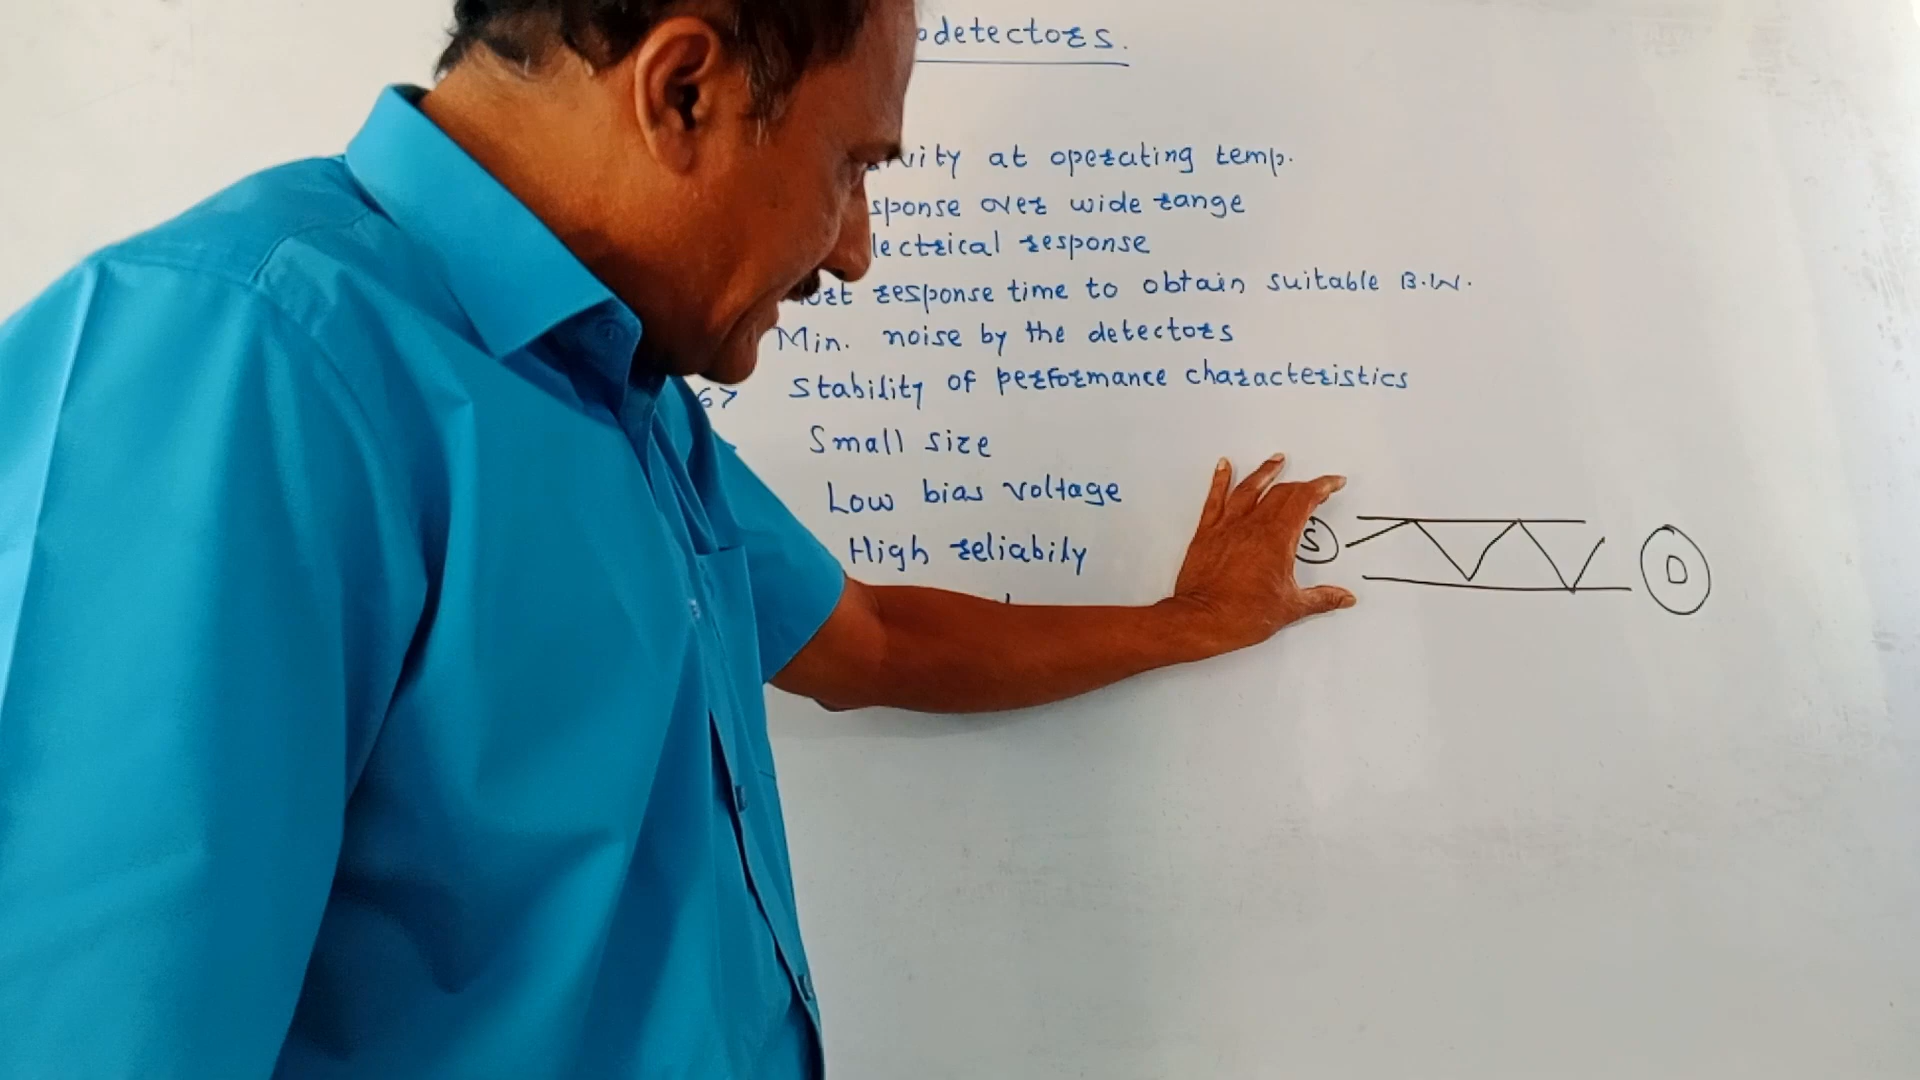 odetectors.
vity at operating temp.
sponse over wide range
lectrical response
ort response time to obtain suitable B.W.
Min. noise by the detectors
6> Stability of performance characteristics
Small size
Low bias voltage
High reliabily
S
D